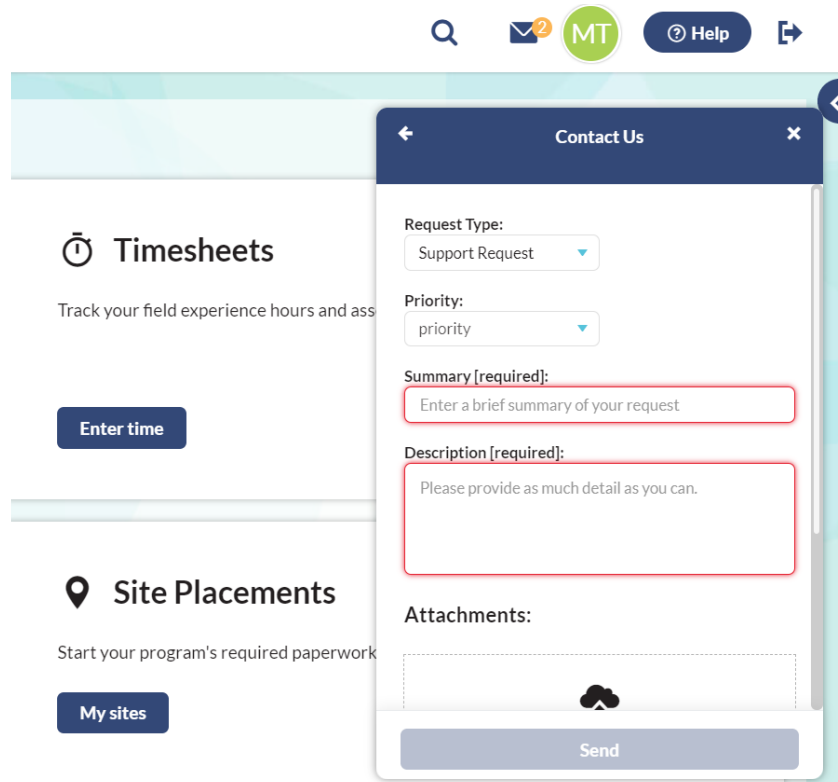 2
MT
Help
Contact Us
Timesheets
Track your field experience hours and ass
Enter time
Site Placements
Start your program's required paperwork
My sites
Request Type:
Support Request
Priority:
priority
Summary [required]:
Enter a brief summary of your request
Description [required]:
Please provide as much detail as you can.
Attachments:
Send